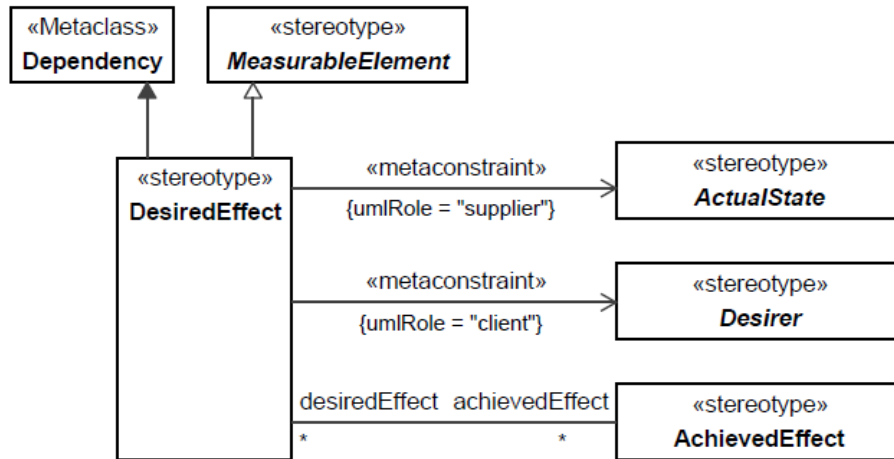 «Metaclass»
Dependency
«stereotype»
MeasurableElement
«stereotype»
DesiredEffect
«metaconstraint»
{umlRole = "supplier"}
«stereotype»
ActualState
«metaconstraint»
{umlRole = "client"}
«stereotype»
Desirer
desiredEffect achievedEffect
* *
«stereotype»
AchievedEffect